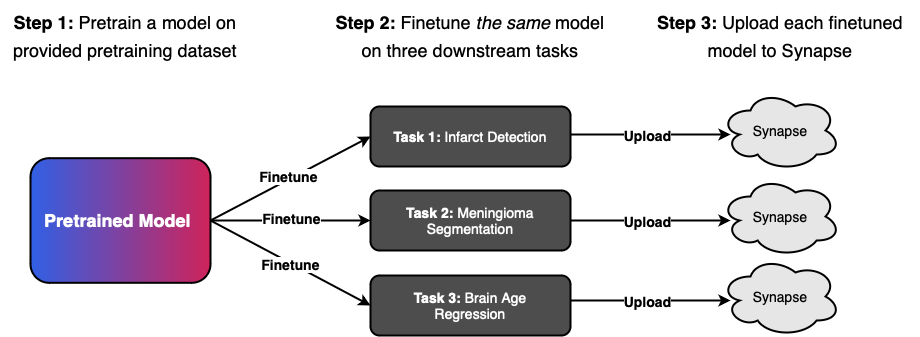 Step 1: Pretrain a model on
provided pretraining dataset
Step 2: Finetune the same model
on three downstream tasks
Step 3: Upload each finetuned
model to Synapse
Pretrained Model
Finetune
Finetune
Finetune
Task 1: Infarct Detection
Upload
Synapse
Task 2: Meningioma
Segmentation
Upload
Synapse
Task 3: Brain Age
Regression
Upload
Synapse